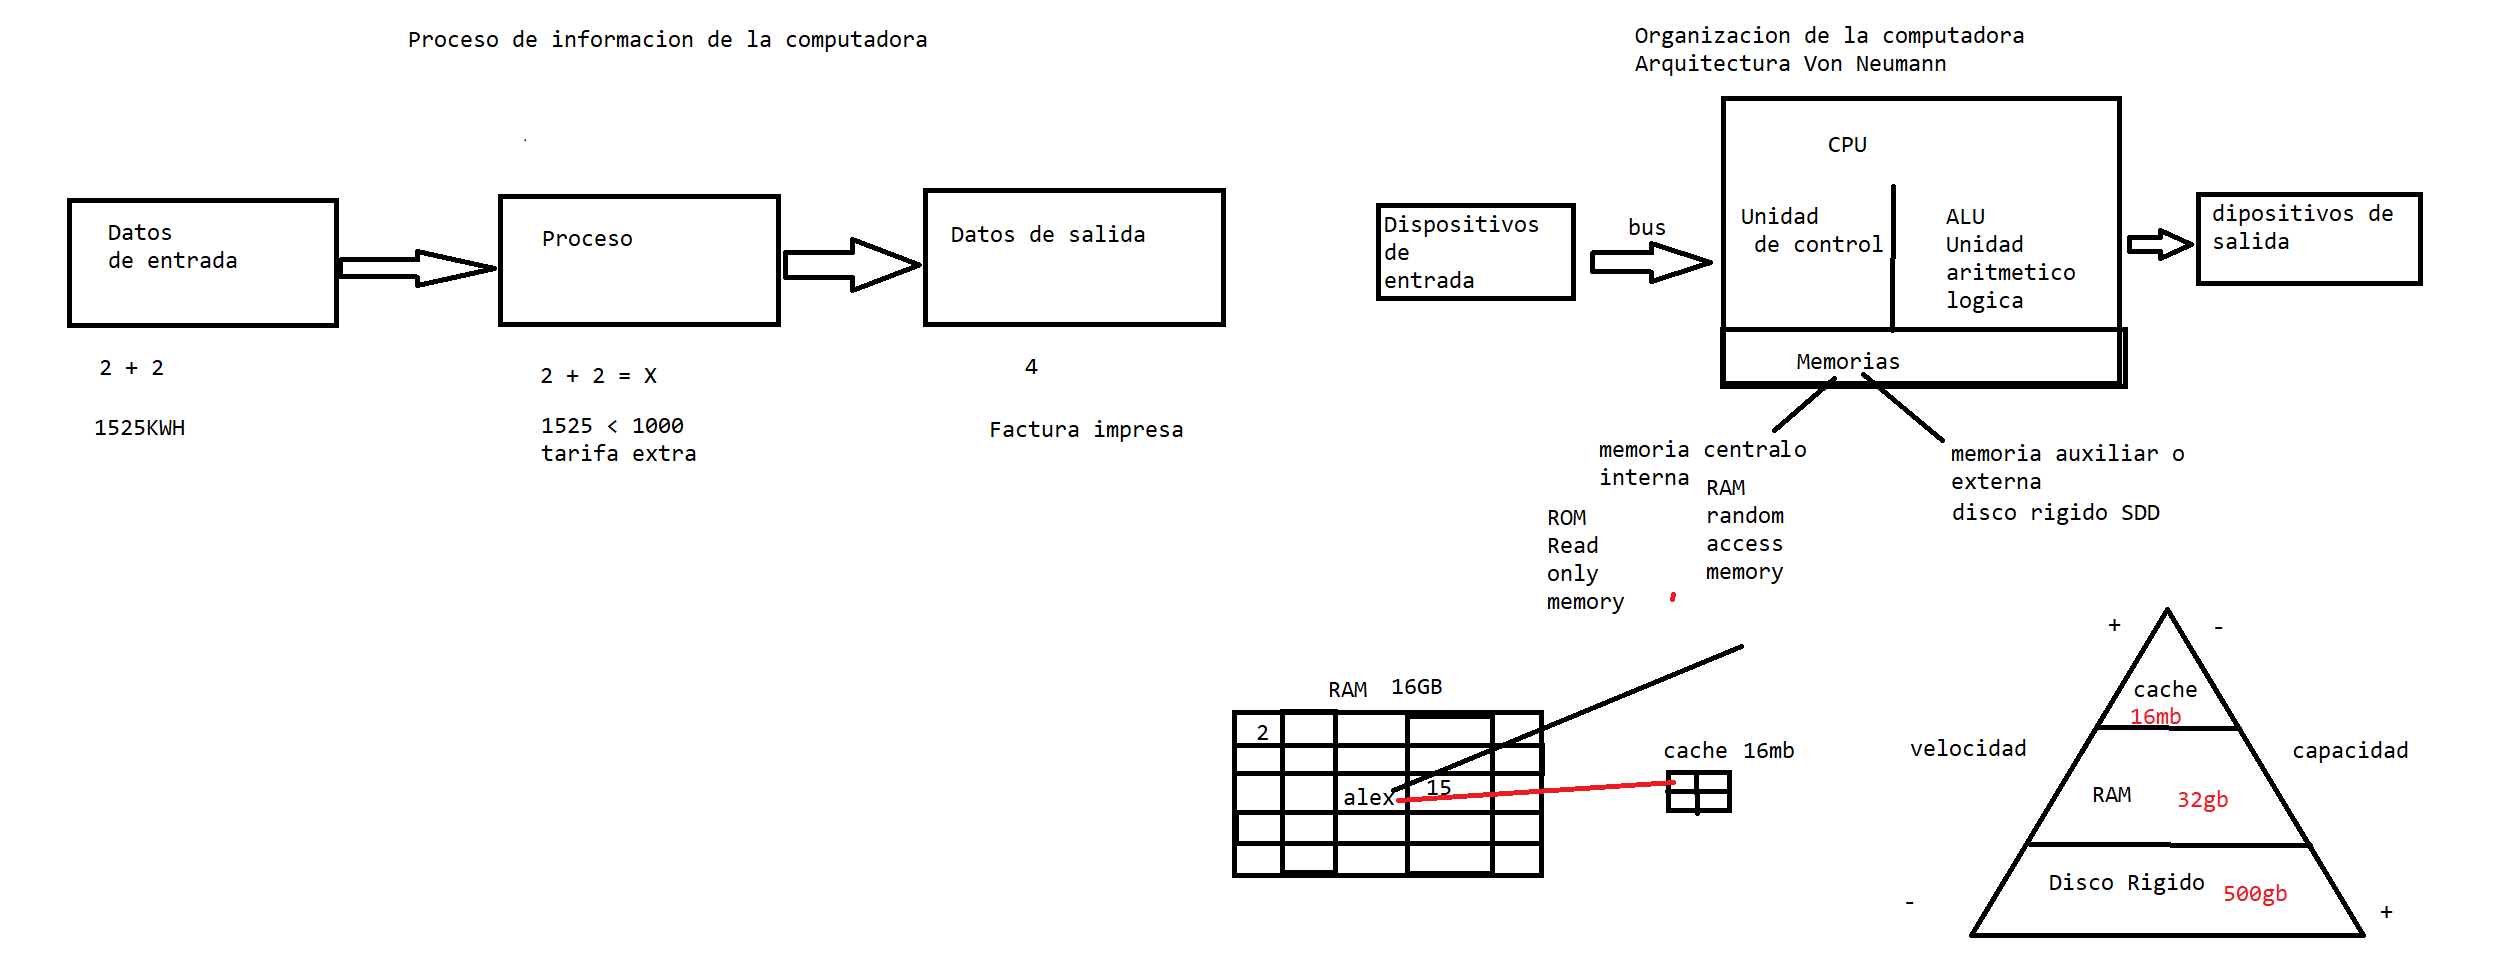 Proceso de informacion de la computadora
Datos
de entrada
Proceso
Datos de salida
2 + 2
2 + 2 = X
4
1525KWH
1525 < 1000
tarifa extra
Factura impresa
Organizacion de la computadora
Arquitectura Von Neumann
Dispositivos
de
entrada
bus
CPU
Unidad
de control
ALU
Unidad
aritmetico
logica
dipositivos de
salida
Memorias
memoria centralo
interna
memoria auxiliar o
externa
disco rigido SDD
ROM
Read
only
memory
RAM
random
access
memory
RAM 16GB
2
alex
15
cache 16mb
+ -
cache
16mb
velocidad
capacidad
RAM 32gb
Disco Rigido 500gb
- +